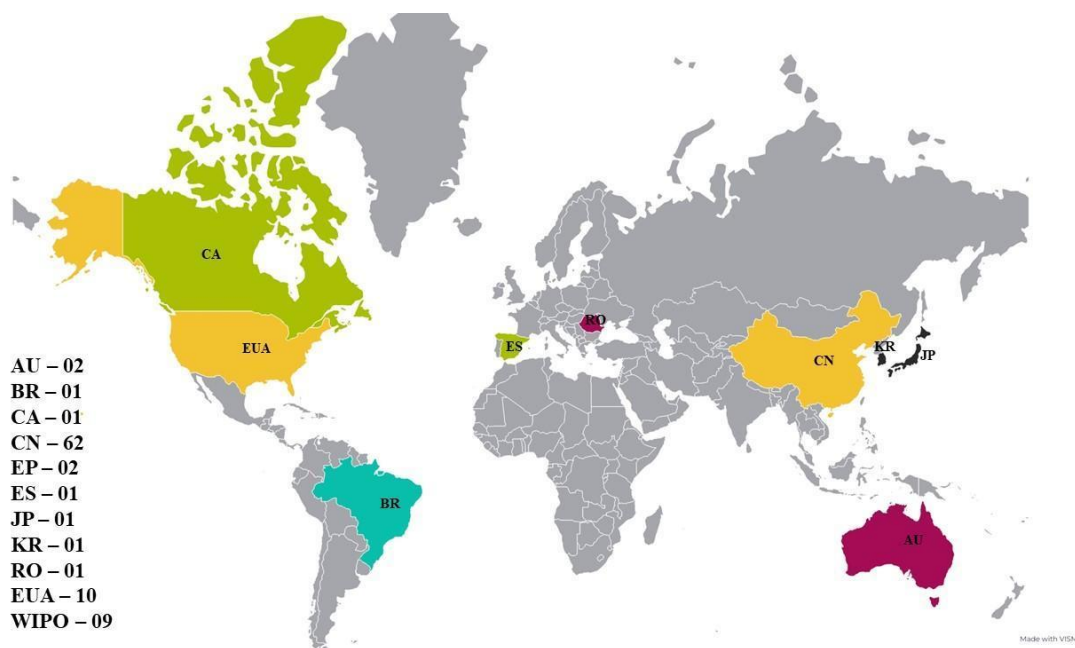 CA
EUA
RO
ES
CN
KR
JP
BR
AU
AU – 02
BR – 01
CA – 01
CN – 62
EP – 02
ES – 01
JP – 01
KR – 01
RO – 01
EUA – 10
WIPO – 09
Made with